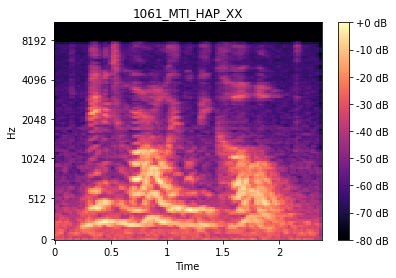 1061_MTI_HAP_XX
+0 dB
8192
-10 dB
4096
-20 dB
-30 dB
2048
Hz
-40 dB
1024
-50 dB
512
-60 dB
-70 dB
0
-80 dB
0 0.5 1 1.5 2
Time